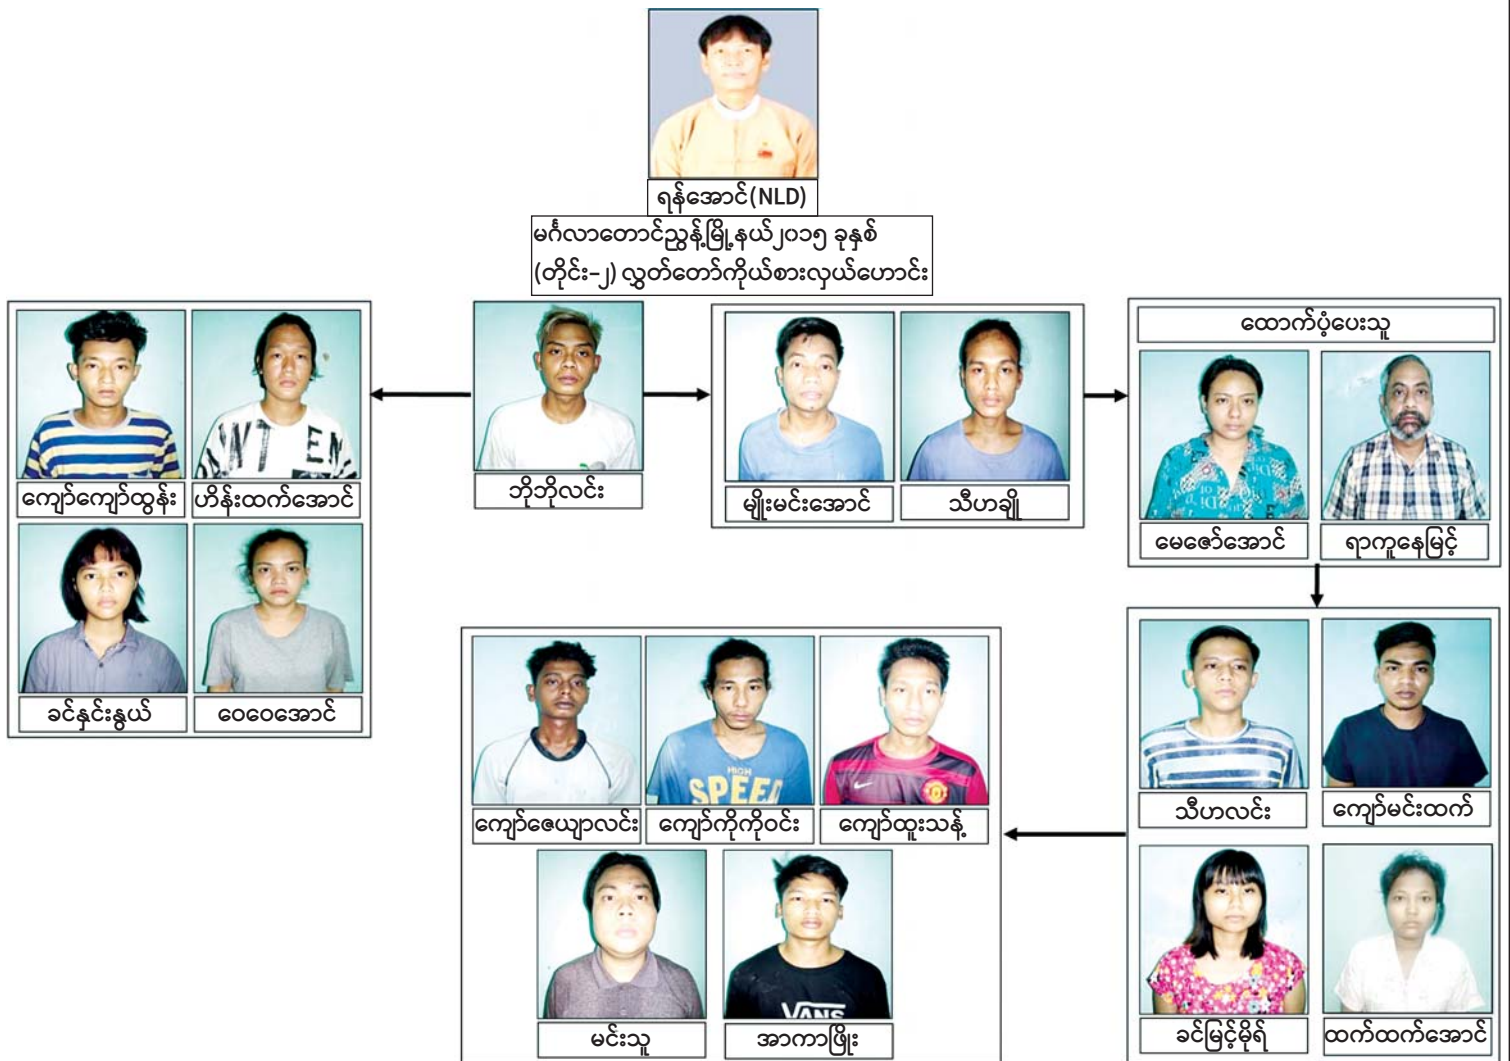 ရန်အောင်(NLD)
မင်္ဂလာတောင်ညွန့်မြို့နယ်၂၀၁၅ ခုနှစ်
(တိုင်း-၂) လွှတ်တော်ကိုယ်စားလှယ်ဟောင်း
ကျော်ကျော်ထွန်း
ဟိန်းထက်အောင်
ခင်နှင်းနွယ်
ဝေဝေအောင်
ဘိုဘိုလင်း
မျိုးမင်းအောင်
သီဟချို
ထောက်ပံ့ပေးသူ
မေဇော်အောင်
ရာကူနေမြင့်
သီဟလင်း
ကျော်မင်းထက်
ခင်မြင့်မိုရ်
ထက်ထက်အောင်
HIGH
SPEED
ကျော်ဇေယျာလင်း
ကျော်ကိုကိုဝင်း
ကျော်ထူးသန့်
VANS
မင်းသူ
အာကာဖြိုး